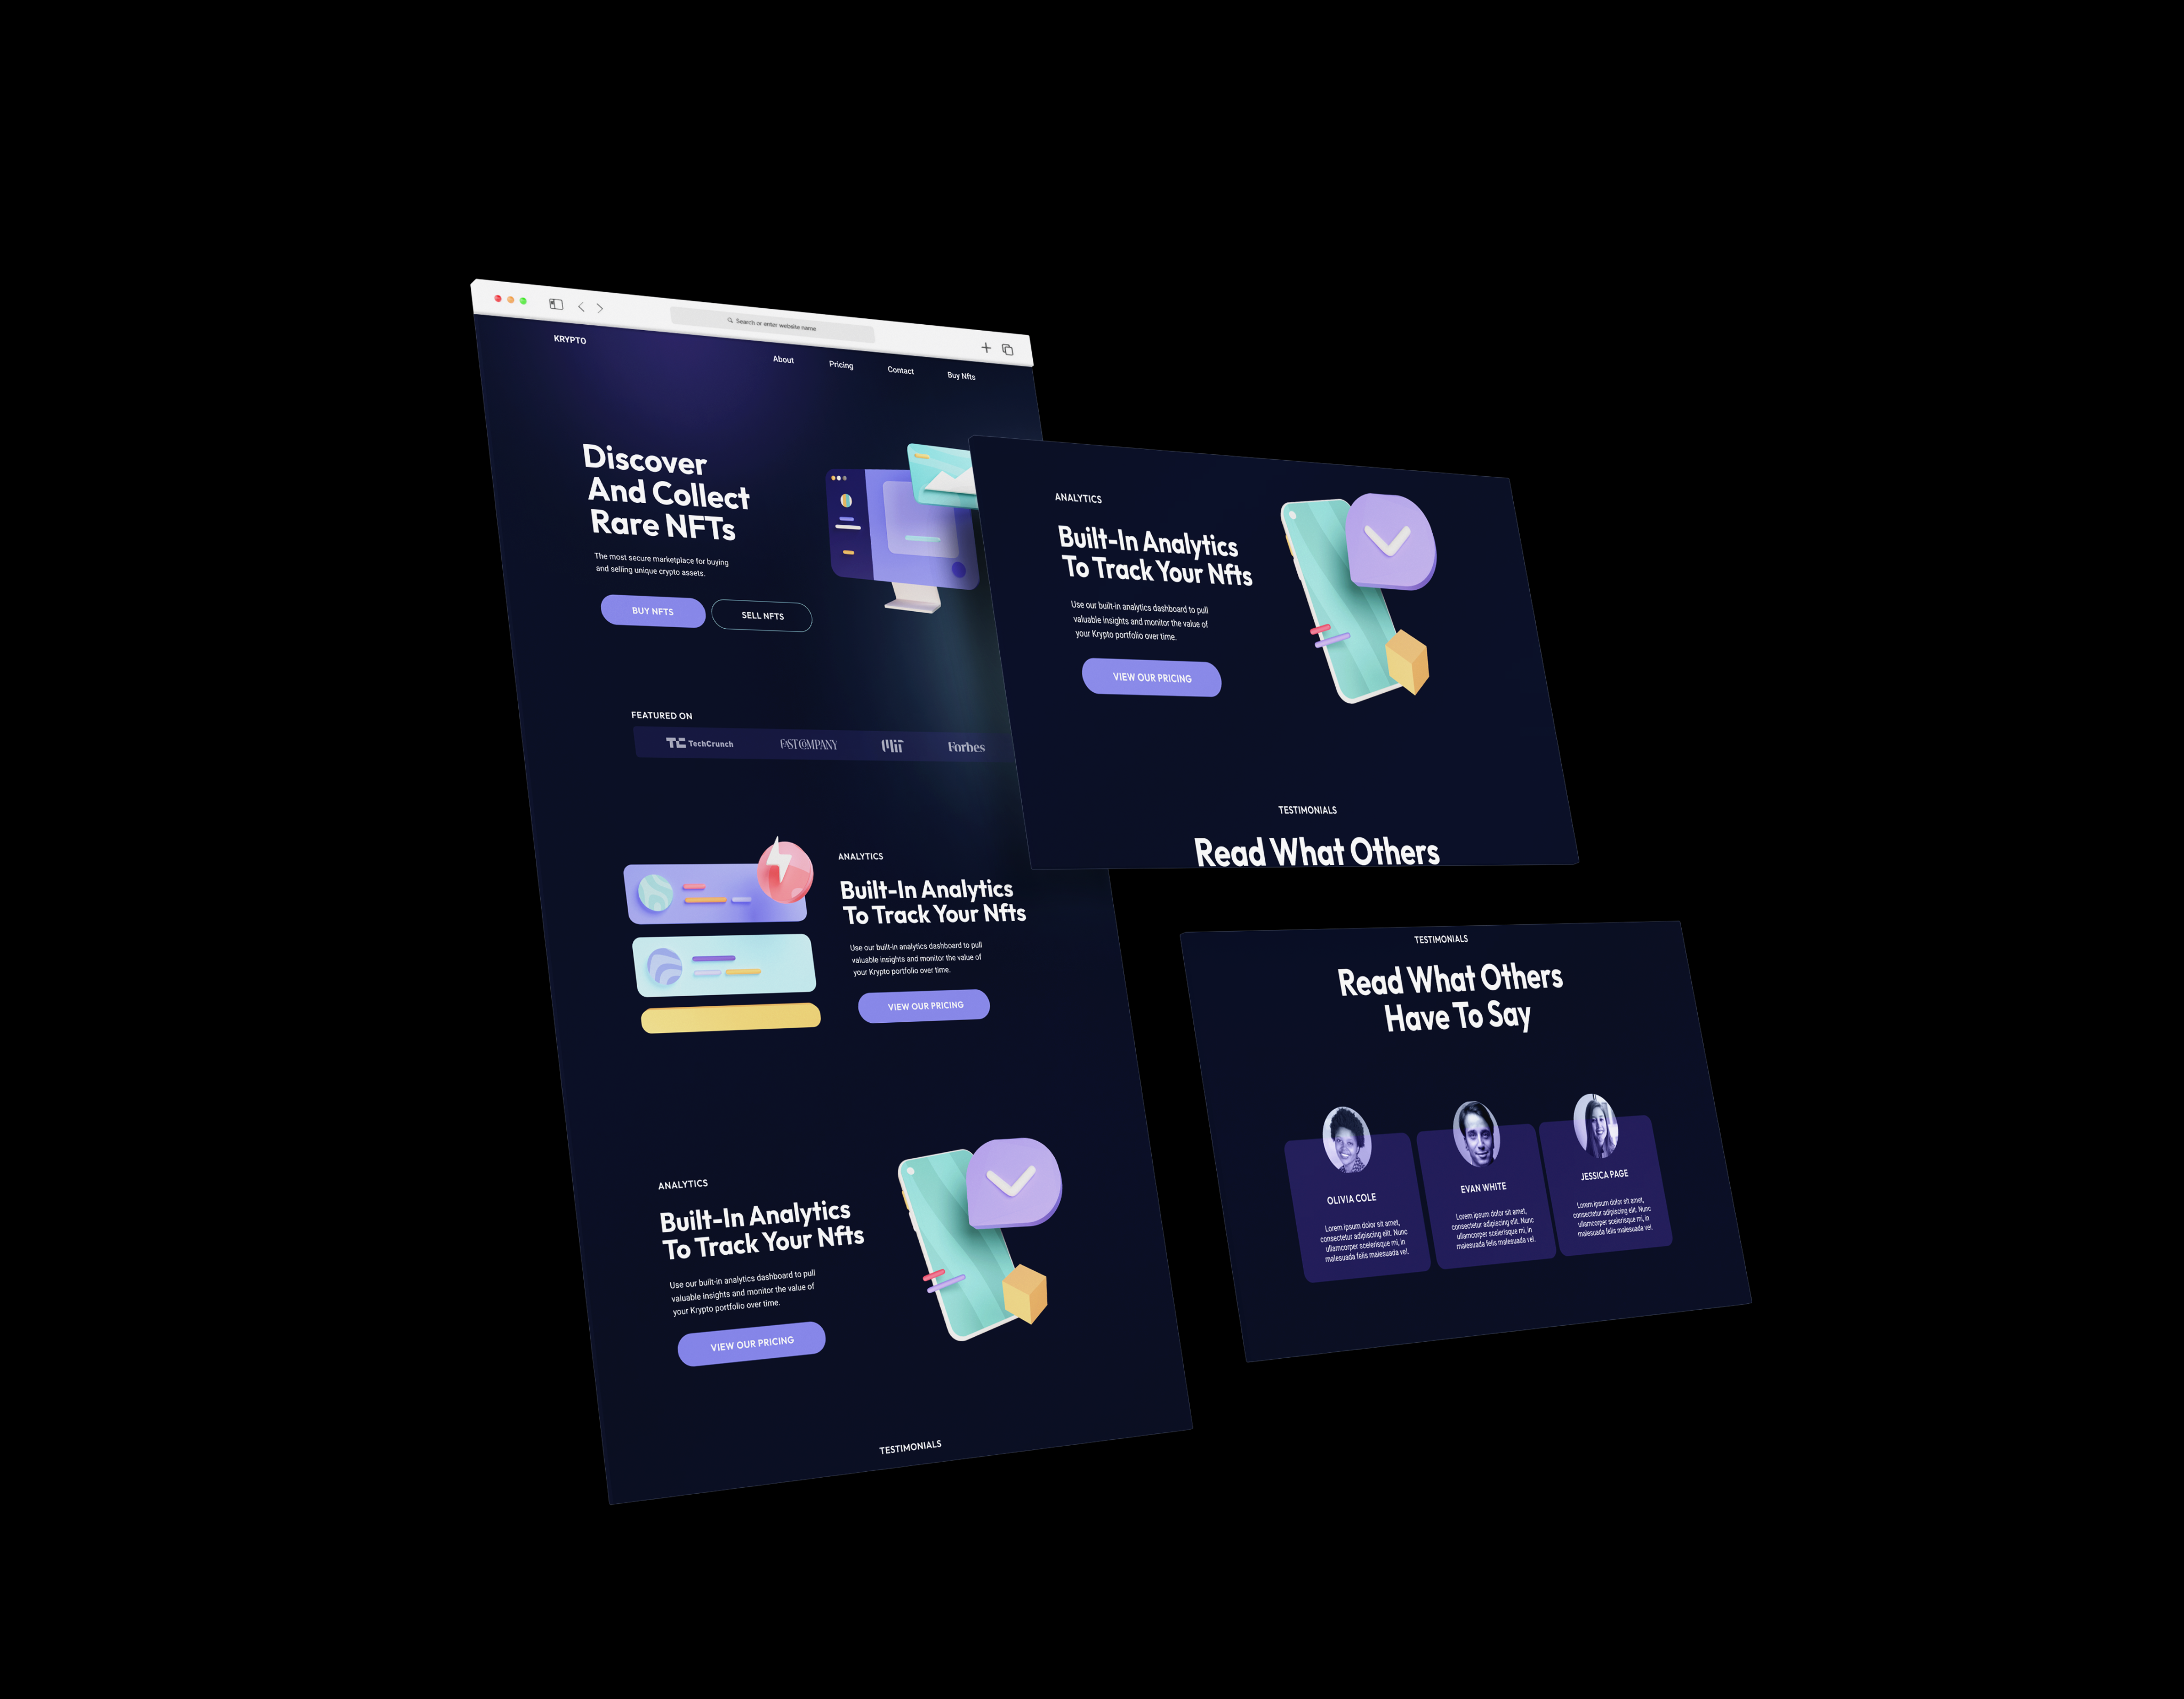 Search or enter website name
KRYPTO
About Pricing Contact Buy Nfts
Discover
And Collect
Rare NFTs
The most secure marketplace for buying
and selling unique crypto assets.
BUY NFTS SELL NFTS
FEATURED ON
TC TechCrunch FAST COMPANY MIT Forbes
ANALYTICS
Built-In Analytics
To Track Your Nfts
Use our built-in analytics dashboard to pull
valuable insights and monitor the value of
your Krypto portfolio over time.
VIEW OUR PRICING
ANALYTICS
Built-In Analytics
To Track Your Nfts
Use our built-in analytics dashboard to pull
valuable insights and monitor the value of
your Krypto portfolio over time.
VIEW OUR PRICING
TESTIMONIALS
ANALYTICS
Built-In Analytics
To Track Your Nfts
Use our built-in analytics dashboard to pull
valuable insights and monitor the value of
your Krypto portfolio over time.
VIEW OUR PRICING
TESTIMONIALS
Read What Others
TESTIMONIALS
Read What Others
Have To Say
OLIVIA COLE
Lorem ipsum dolor sit amet,
consectetur adipiscing elit. Nunc
ullamcorper scelerisque mi, in
malesuada felis malesuada vel.
EVAN WHITE
Lorem ipsum dolor sit amet,
consectetur adipiscing elit. Nunc
ullamcorper scelerisque mi, in
malesuada felis malesuada vel.
JESSICA PAGE
Lorem ipsum dolor sit amet,
consectetur adipiscing elit. Nunc
ullamcorper scelerisque mi, in
malesuada felis malesuada vel.